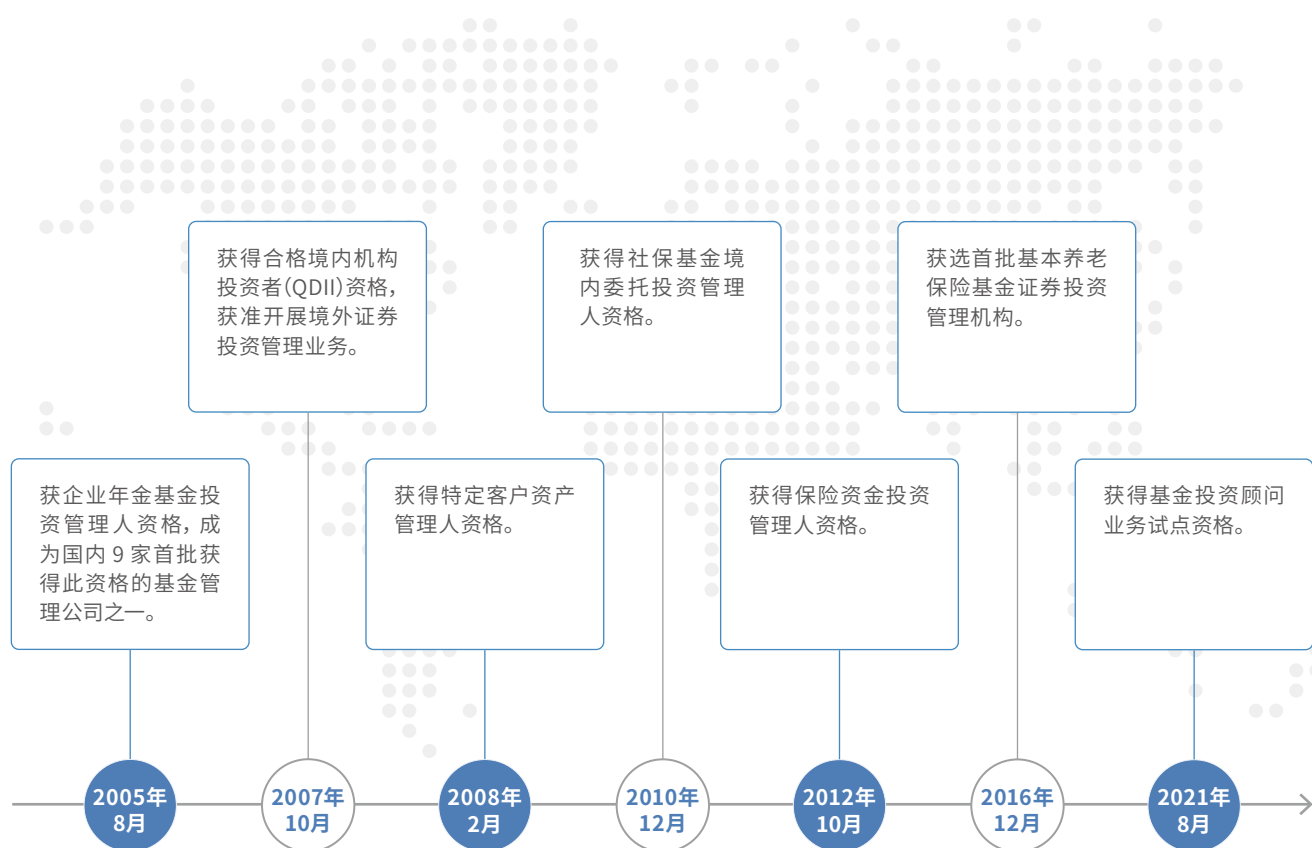 获得合格境内机构
投资者(QDII)资格，
获准开展境外证券
投资管理业务。
获得社保基金境
内委托投资管理
人资格。
获选首批基本养老
保险基金证券投资
管理机构。
获企业年金基金投
资管理人资格，成
为国内 9 家首批获
得此资格的基金管
理公司之一。
获得特定客户资产
管理人资格。
获得保险资金投资
管理人资格。
获得基金投资顾问
业务试点资格。
2005年
8月
2007年
10月
2008年
2月
2010年
12月
2012年
10月
2016年
12月
2021年
8月